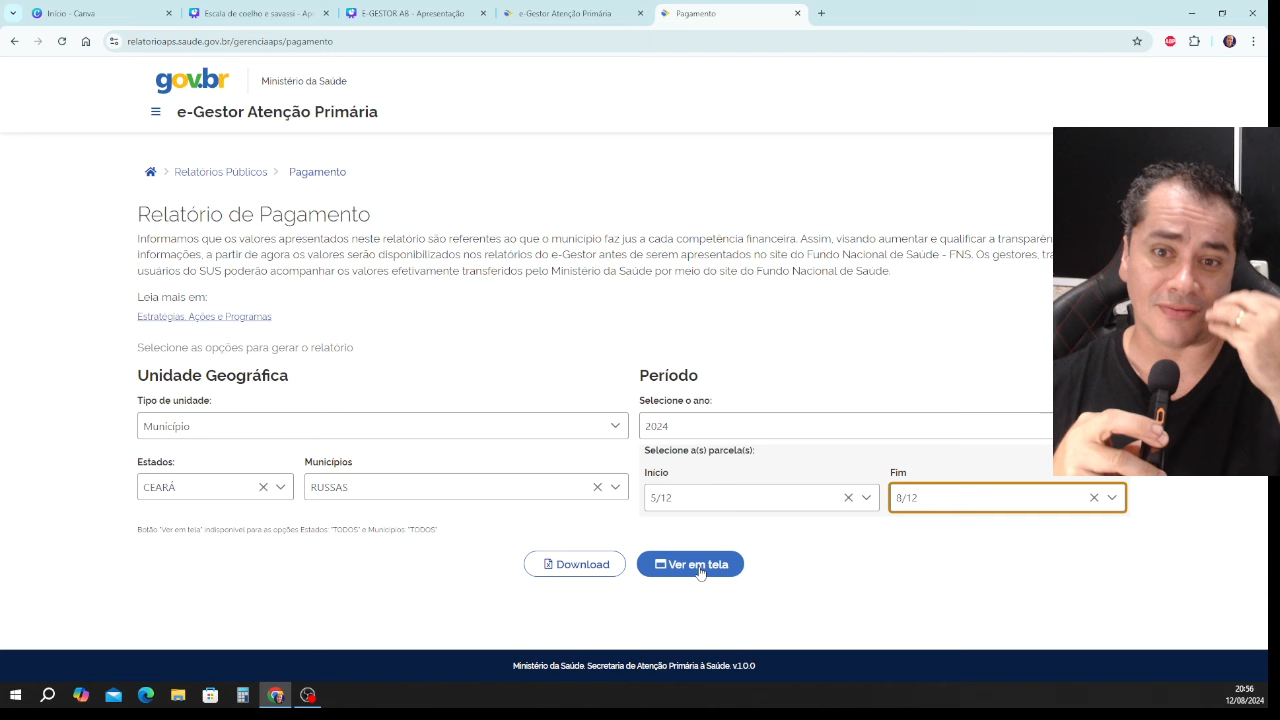 Início - Canva
Escala de coelho e savassi - Apr
E-GESTOR AB - Apresentação
e-Gestor Atenção Primária
Pagamento
relatorioaps.saude.gov.br/gerenciaaps/pagamento
ABP
gov.br
Ministério da Saúde
e-Gestor Atenção Primária
Relatórios Públicos
Pagamento
Relatório de Pagamento
Informamos que os valores apresentados neste relatório são referentes ao que o município faz jus a cada competência financeira. Assim, visando aumentar e qualificar a transparên
informações, a partir de agora os valores serão disponibilizados nos relatórios do e-Gestor antes de serem apresentados no site do Fundo Nacional de Saúde - FNS. Os gestores, tra
usuários do SUS poderão acompanhar os valores efetivamente transferidos pelo Ministério da Saúde por meio do site do Fundo Nacional de Saúde.
Leia mais em:
Estratégias, Ações e Programas
Selecione as opções para gerar o relatório
Unidade Geográfica
Período
Tipo de unidade:
Selecione o ano:
Município
2024
Selecione a(s) parcela(s):
Estados:
Municípios
Início
Fim
CEARÁ
RUSSAS
5/12
8/12
Botão "Ver em tela" indisponível para as opções Estados: "TODOS" e Municípios: "TODOS"
Download
Ver em tela
Ministério da Saúde. Secretaria de Atenção Primária à Saúde. v.1.0.0
20:56
12/08/2024